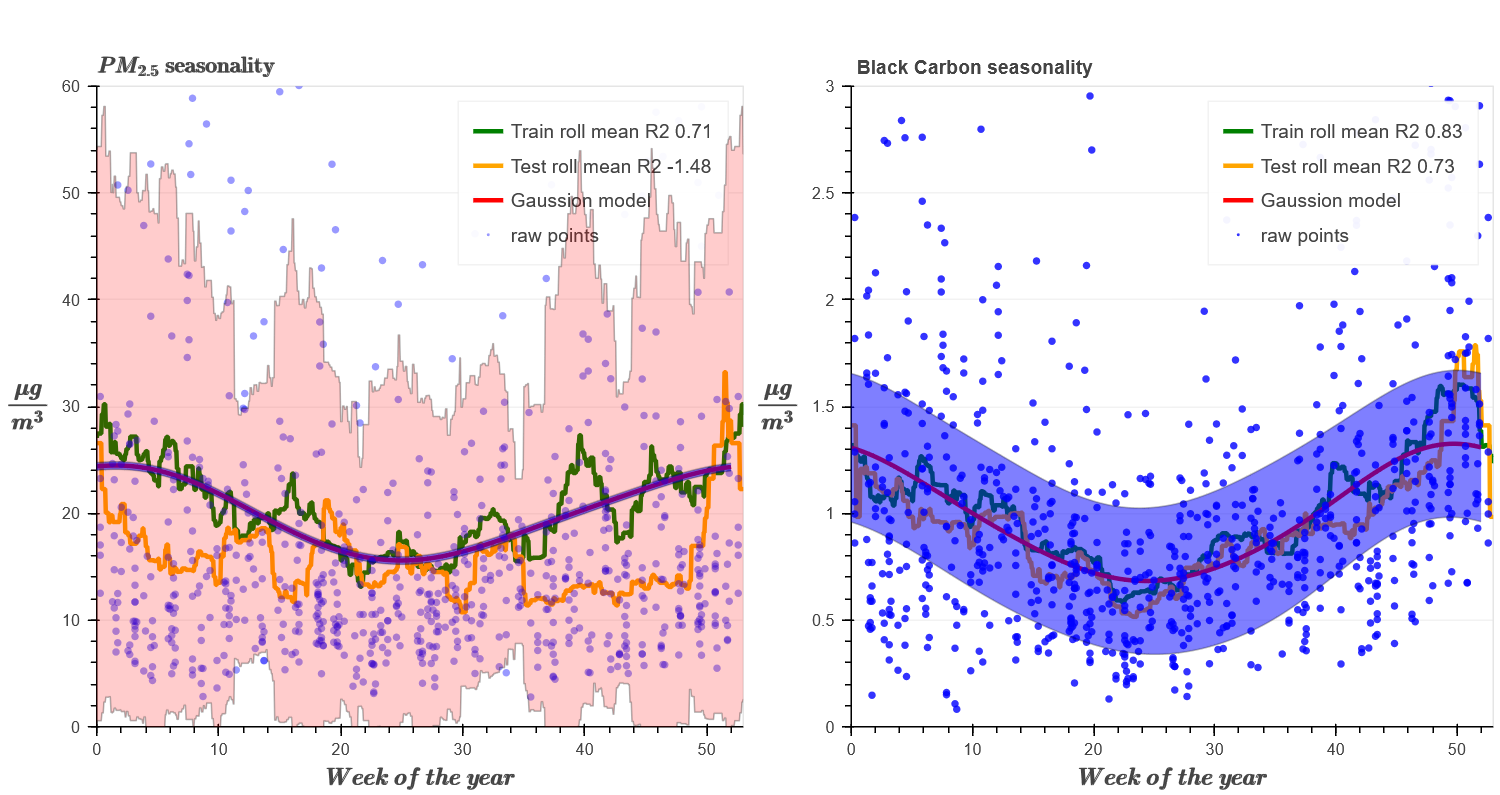 PM2.5 seasonality
60
50
40
30
20
10
0
μg
m3
Train roll mean R2 0.71
Test roll mean R2 -1.48
Gaussion model
raw points
0 10 20 30 40 50
Week of the year
Black Carbon seasonality
3
2.5
2
1.5
1
0.5
0
μg
m3
Train roll mean R2 0.83
Test roll mean R2 0.73
Gaussion model
raw points
0 10 20 30 40 50
Week of the year